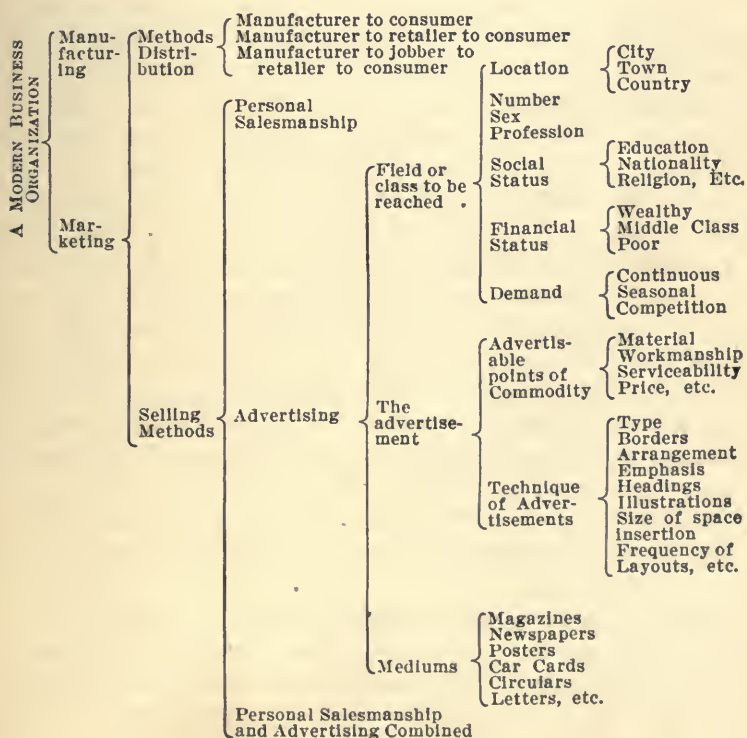 A MODERN BUSINESS
ORGANIZATION
Manu-
factur-
ing
Mar-
keting
Methods
Distri-
bution
Manufacturer to consumer
Manufacturer to retailer to consumer
Manufacturer to jobber to
retailer to consumer
Selling
Methods
Personal
Salesmanship
Advertising
Personal Salesmanship
and Advertising Combined
Field or
class to be
reached
Location
City
Town
Country
Number
Sex
Profession
Social
Status
Education
Nationality
Religion, Etc.
Financial
Status
Wealthy
Middle Class
Poor
Demand
Continuous
Seasonal
Competition
The
advertise-
ment
Advertis-
able
points of
Commodity
Material
Workmanship
Serviceability
Price, etc.
Technique
of Adver-
tisements
Type
Borders
Arrangement
Emphasis
Headings
Illustrations
Size of space
insertion
Frequency of
Layouts, etc.
Mediums
Magazines
Newspapers
Posters
Car Cards
Circulars
Letters, etc.